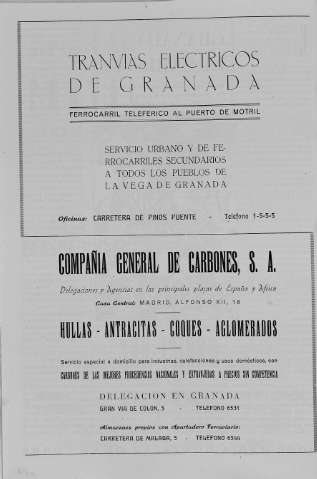 TRANVIAS ELECTRICOS
DE GRANADA
FERROCARRIL TELEFERICO AL PUERTO DE MOTRIL
SERVICIO URBANO Y DE FE-
RROCARRILES SECUNDARIOS
A TODOS LOS PUEBLOS DE
LA VEGA DE GRANADA
Oficinas: CARRETERA DE PINOS PUENTE - Teléfono 1-5-5-5
COMPAÑIA GENERAL DE CARBONES, S. A.
Delegaciones y Agencias en las principales plazas de España y Africa
Casa Central: MADRID, ALFONSO XII, 18
HULLAS - ANTRACITAS - COQUES - AGLOMERADOS
Servicio especial a domicilio para industrias, calefacciones y usos domésticos, con
CARBONES DE LAS MEJORES PROCEDENCIAS NACIONALES Y EXTRANJERAS A PRECIOS SIN COMPETENCIA
DELEGACION EN GRANADA
GRAN VIA DE COLON, 5 - TELEFONO 6531
Almacenes propios con Apartadero Ferroviario:
CARRETERA DE MALAGA, 5 - TELEFONO